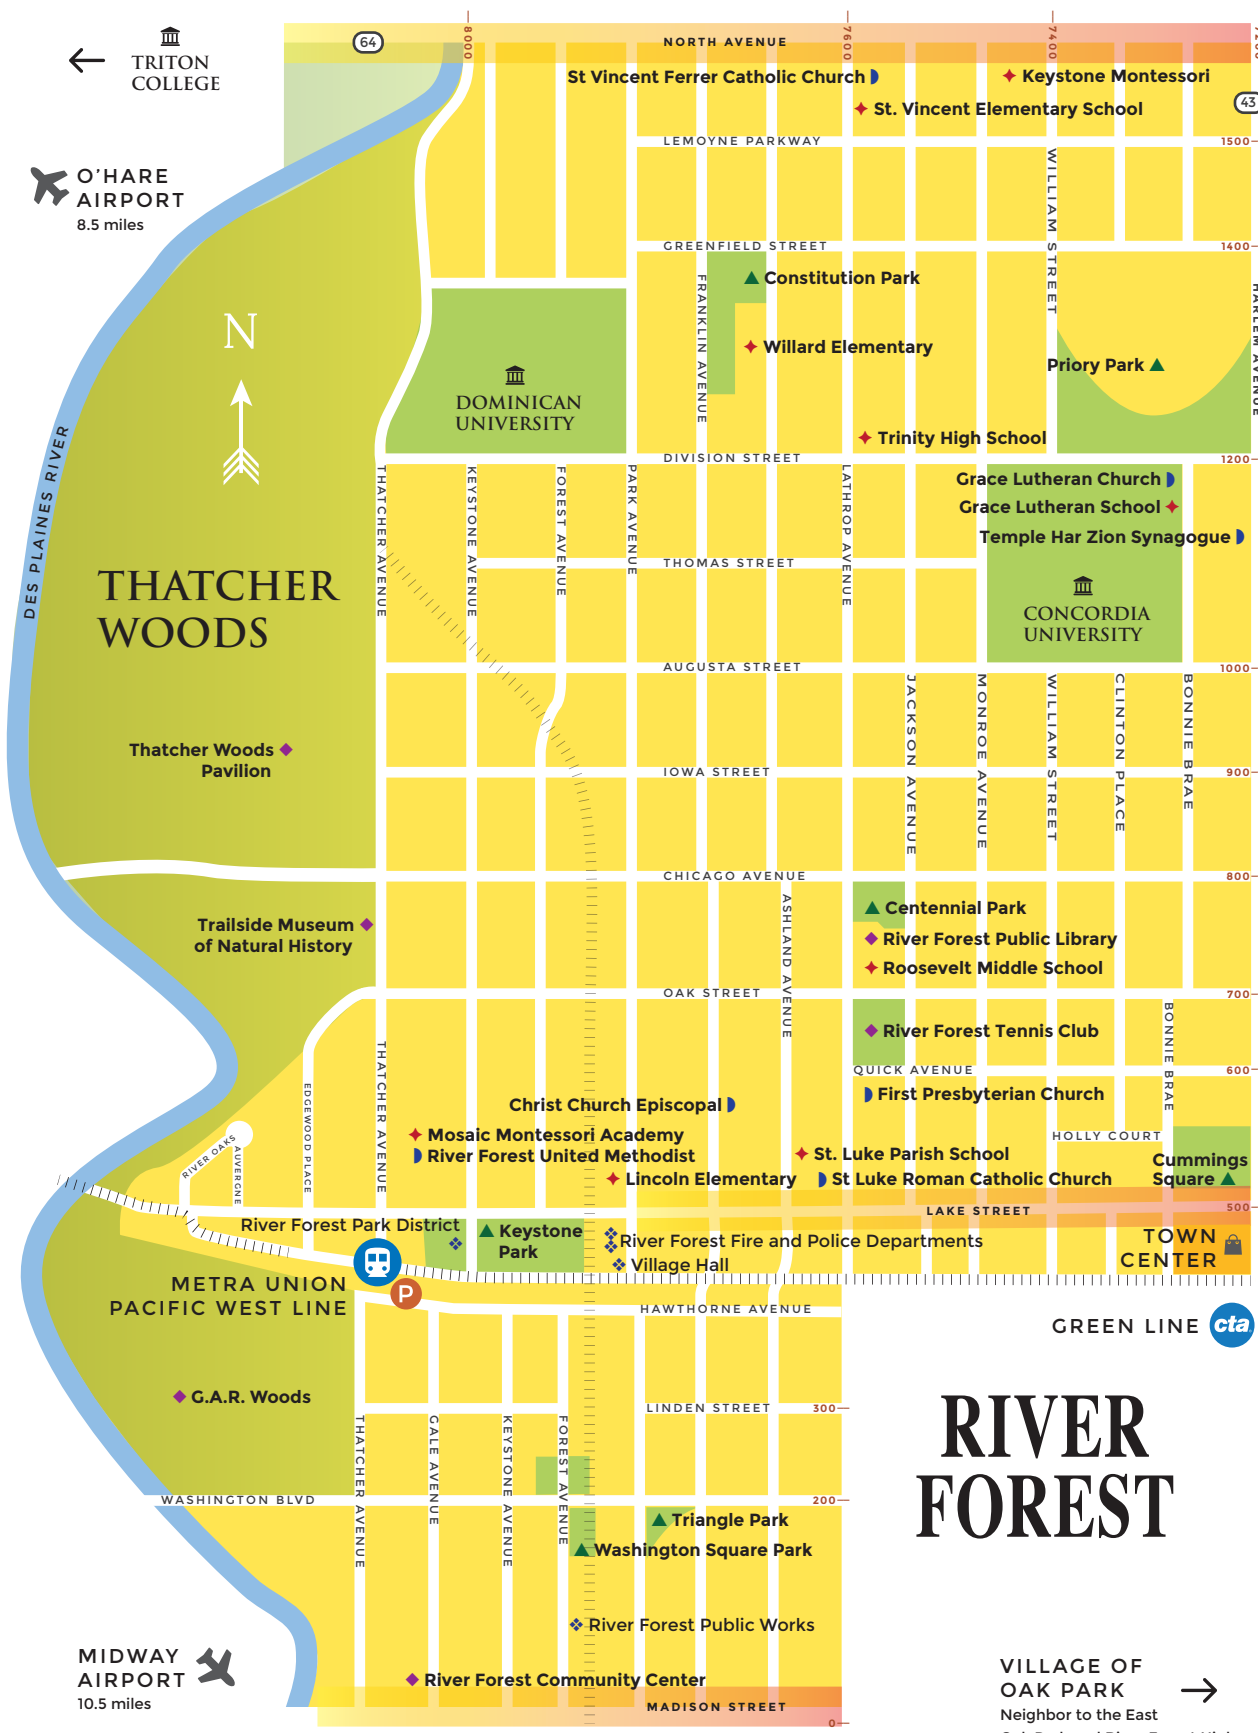 TRITON
COLLEGE
64
8000
NORTH AVENUE
7600
7400
St Vincent Ferrer Catholic Church
Keystone Montessori
St. Vincent Elementary School
43
LEMOYNE PARKWAY
1500
O'HARE
AIRPORT
8.5 miles
WILLIAM STREET
GREENFIELD STREET
1400
Constitution Park
FRANKLIN AVENUE
HARLEM AVENUE
N
Willard Elementary
Priory Park
DOMINICAN
UNIVERSITY
Trinity High School
DIVISION STREET
1200
DES PLAINES RIVER
THATCHER AVENUE
KEYSTONE AVENUE
FOREST AVENUE
PARK AVENUE
LATHROP AVENUE
Grace Lutheran Church
Grace Lutheran School
Temple Har Zion Synagogue
THOMAS STREET
THATCHER
WOODS
CONCORDIA
UNIVERSITY
AUGUSTA STREET
1000
JACKSON AVENUE
MONROE AVENUE
WILLIAM STREET
CLINTON PLACE
BONNIE BRAE
Thatcher Woods
Pavilion
IOWA STREET
900
CHICAGO AVENUE
800
ASHLAND AVENUE
Centennial Park
Trailside Museum
of Natural History
River Forest Public Library
Roosevelt Middle School
OAK STREET
700
River Forest Tennis Club
BONNIE BRAE
THATCHER AVENUE
EDGEWOOD PLACE
QUICK AVENUE
600
First Presbyterian Church
Christ Church Episcopal
Mosaic Montessori Academy
HOLLY COURT
RIVER OAKS
AUVERGNE
River Forest United Methodist
St. Luke Parish School
Cummings
Square
Lincoln Elementary
St Luke Roman Catholic Church
LAKE STREET
500
River Forest Park District
Keystone
Park
River Forest Fire and Police Departments
Village Hall
TOWN
CENTER
METRA UNION
PACIFIC WEST LINE
P
HAWTHORNE AVENUE
GREEN LINE
cta
G.A.R. Woods
LINDEN STREET
300
THATCHER AVENUE
GALE AVENUE
KEYSTONE AVENUE
FOREST AVENUE
RIVER
FOREST
WASHINGTON BLVD
200
Triangle Park
Washington Square Park
River Forest Public Works
MIDWAY
AIRPORT
10.5 miles
River Forest Community Center
MADISON STREET
0
VILLAGE OF
OAK PARK
Neighbor to the East